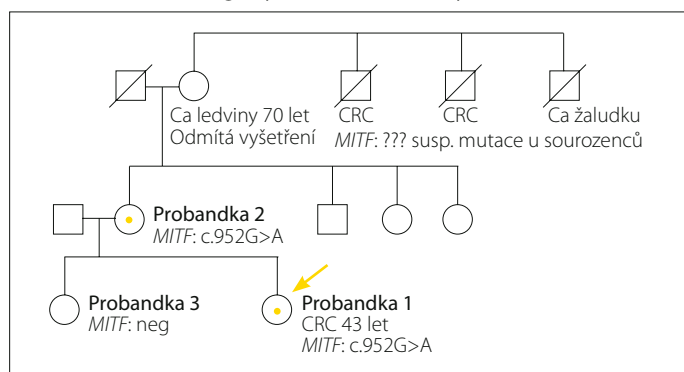 Ca ledviny 70 let
Odmítá vyšetření
CRC
CRC
Ca žaludku
MITF: ??? susp. mutace u sourozenců
Probandka 2
MITF: c.952G>A
Probandka 3
MITF: neg
Probandka 1
CRC 43 let
MITF: c.952G>A